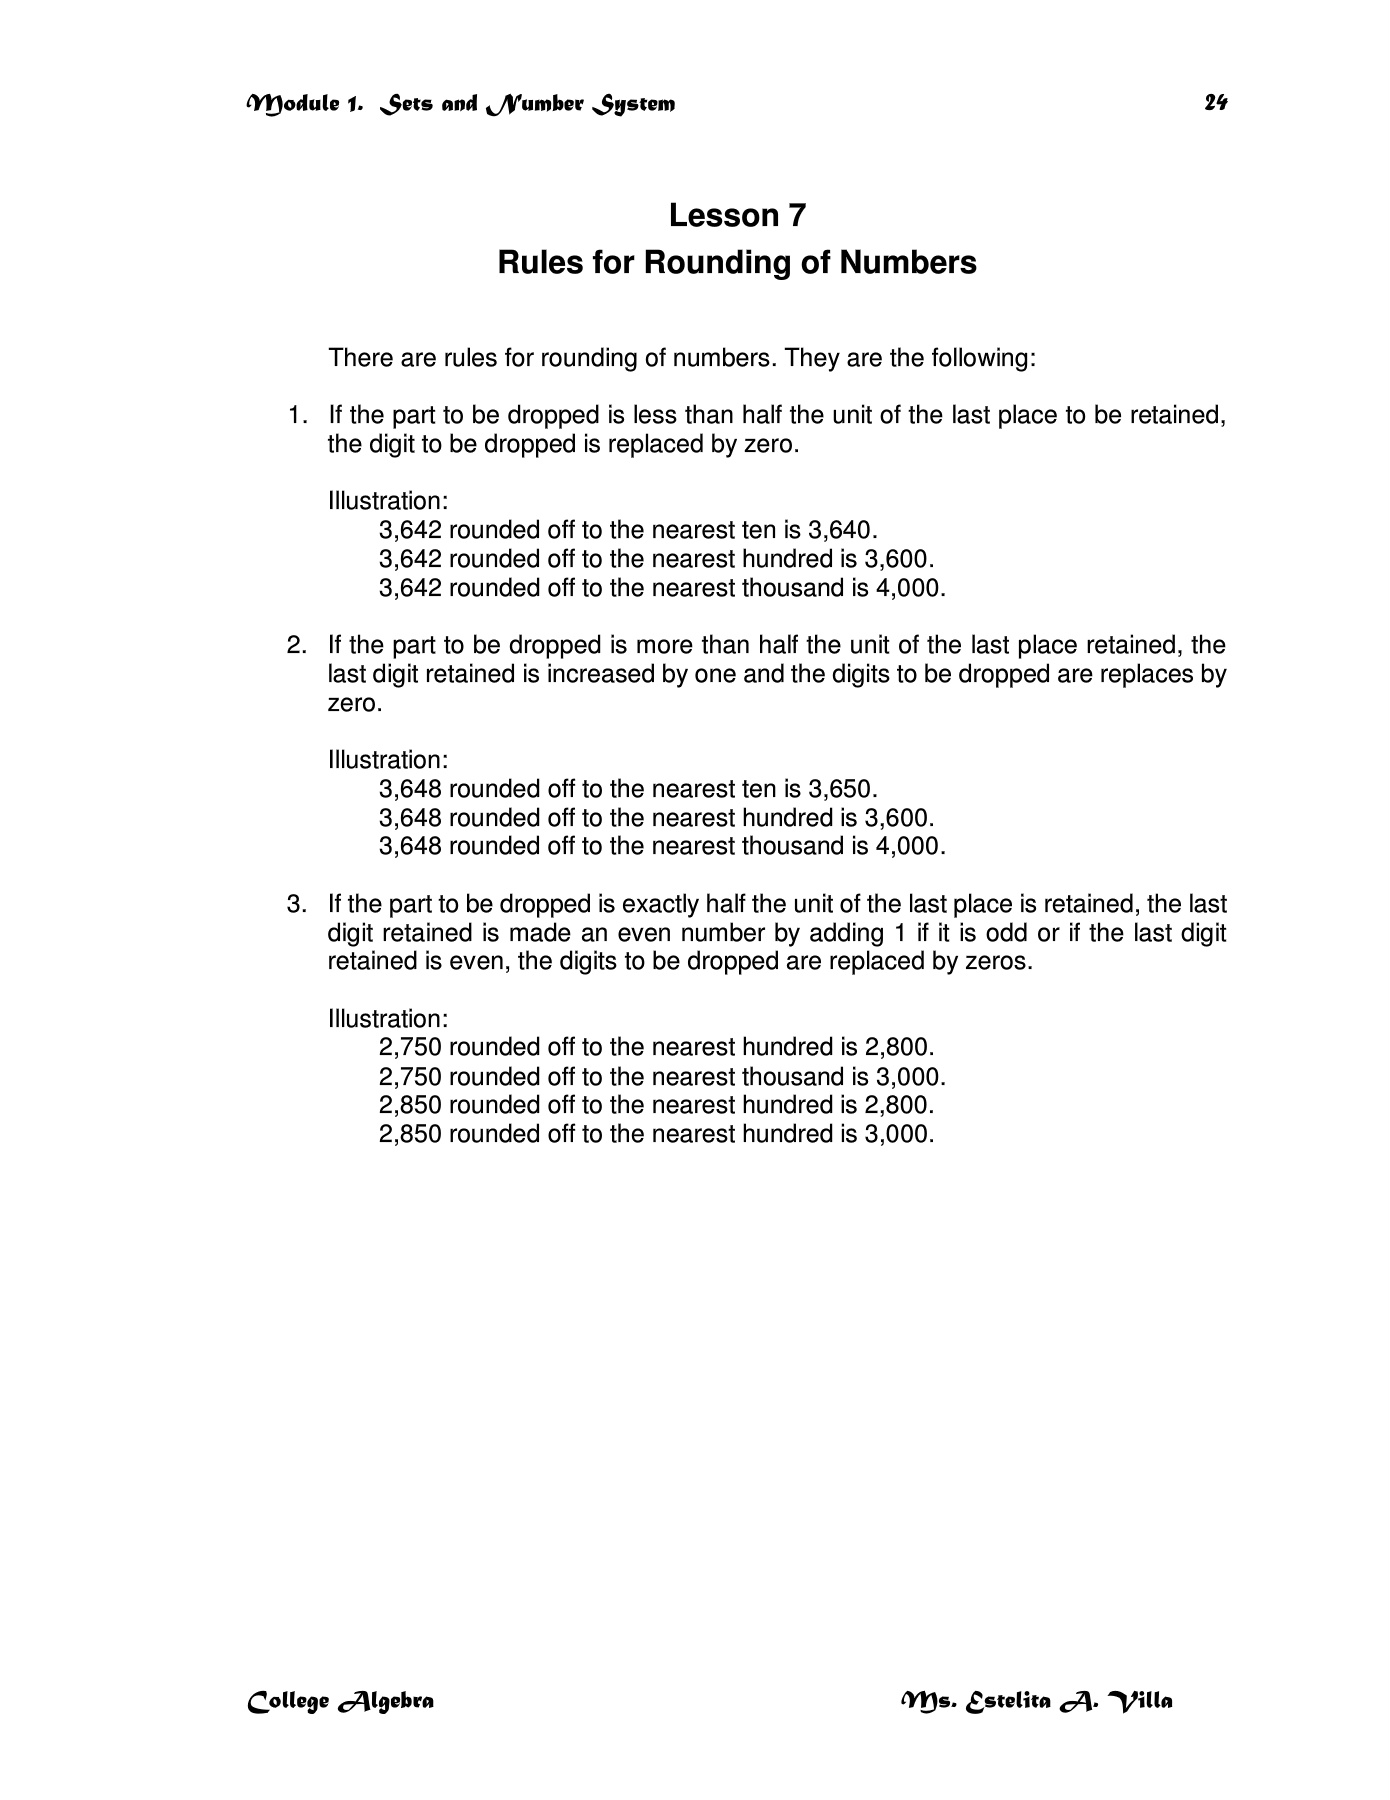 Module 1.  Sets and Number System 24
Lesson 7
Rules for Rounding of Numbers
There are rules for rounding of numbers. They are the following:
1. If the part to be dropped is less than half the unit of the last place to be retained,
the digit to be dropped is replaced by zero.
Illustration:
3,642 rounded off to the nearest ten is 3,640.
3,642 rounded off to the nearest hundred is 3,600.
3,642 rounded off to the nearest thousand is 4,000.
2. If the part to be dropped is more than half the unit of the last place retained, the
last digit retained is increased by one and the digits to be dropped are replaces by
zero.
Illustration:
3,648 rounded off to the nearest ten is 3,650.
3,648 rounded off to the nearest hundred is 3,600.
3,648 rounded off to the nearest thousand is 4,000.
3. If the part to be dropped is exactly half the unit of the last place is retained, the last
digit retained is made an even number by adding 1 if it is odd or if the last digit
retained is even, the digits to be dropped are replaced by zeros.
Illustration:
2,750 rounded off to the nearest hundred is 2,800.
2,750 rounded off to the nearest thousand is 3,000.
2,850 rounded off to the nearest hundred is 2,800.
2,850 rounded off to the nearest hundred is 3,000.
College Algebra Ms. Estelita A. Villa